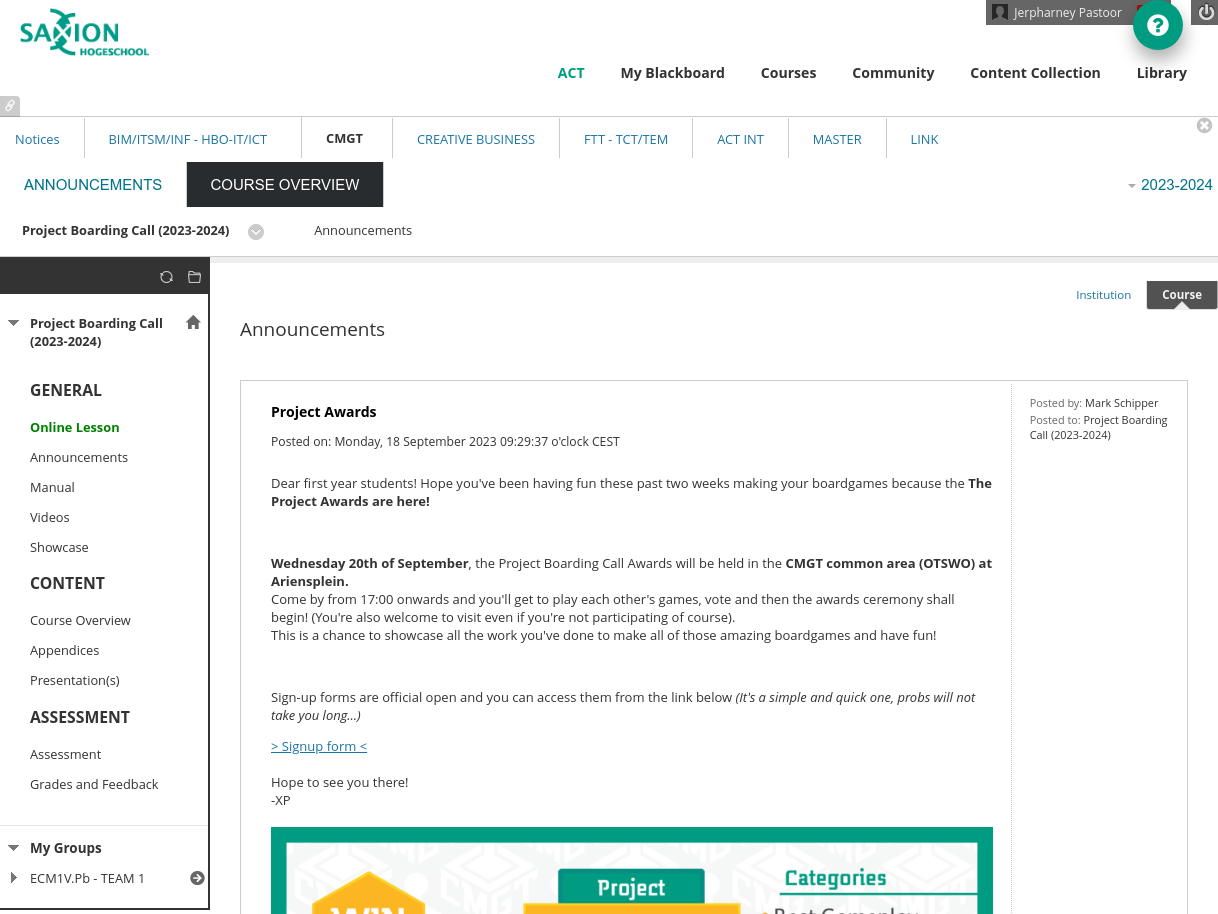 SAXION
HOGESCHOOL
Jerpharney Pastoor
?
ACT My Blackboard Courses Community Content Collection Library
Notices BIM/ITSM/INF - HBO-IT/ICT CMGT CREATIVE BUSINESS FTT - TCT/TEM ACT INT MASTER LINK
ANNOUNCEMENTS COURSE OVERVIEW 2023-2024
Project Boarding Call (2023-2024) Announcements
Institution Course
Project Boarding Call
(2023-2024)
GENERAL
Online Lesson
Announcements
Manual
Videos
Showcase
CONTENT
Course Overview
Appendices
Presentation(s)
ASSESSMENT
Assessment
Grades and Feedback
My Groups
ECM1V.Pb - TEAM 1
Announcements
Project Awards
Posted on: Monday, 18 September 2023 09:29:37 o'clock CEST
Dear first year students! Hope you've been having fun these past two weeks making your boardgames because the The
Project Awards are here!
Wednesday 20th of September, the Project Boarding Call Awards will be held in the CMGT common area (OTSWO) at
Ariensplein.
Come by from 17:00 onwards and you'll get to play each other's games, vote and then the awards ceremony shall
begin! (You're also welcome to visit even if you're not participating of course).
This is a chance to showcase all the work you've done to make all of those amazing boardgames and have fun!
Sign-up forms are official open and you can access them from the link below (It's a simple and quick one, probs will not
take you long...)
> Signup form <
Hope to see you there!
-XP
Project
Categories
WIN
Best Gameplay
Posted by: Mark Schipper
Posted to: Project Boarding
Call (2023-2024)